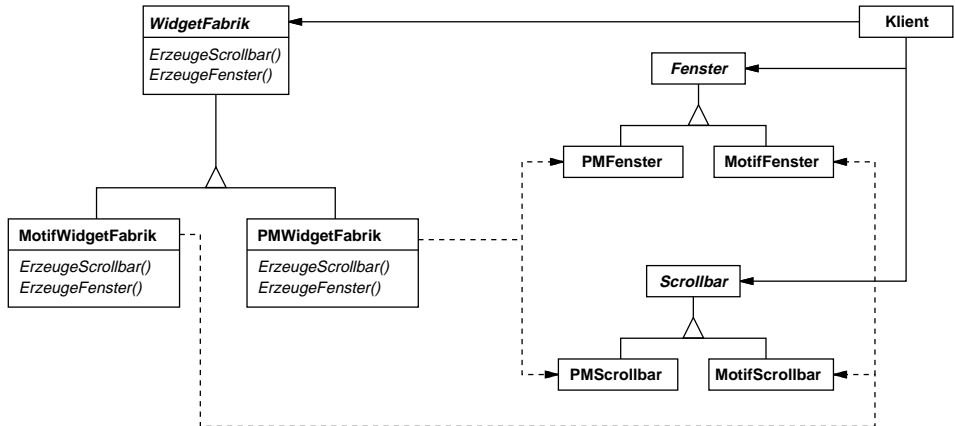 WidgetFabrik
ErzeugeScrollbar()
ErzeugeFenster()
Klient
Fenster
PMFenster
MotifFenster
MotifWidgetFabrik
ErzeugeScrollbar()
ErzeugeFenster()
PMWidgetFabrik
ErzeugeScrollbar()
ErzeugeFenster()
Scrollbar
PMScrollbar
MotifScrollbar